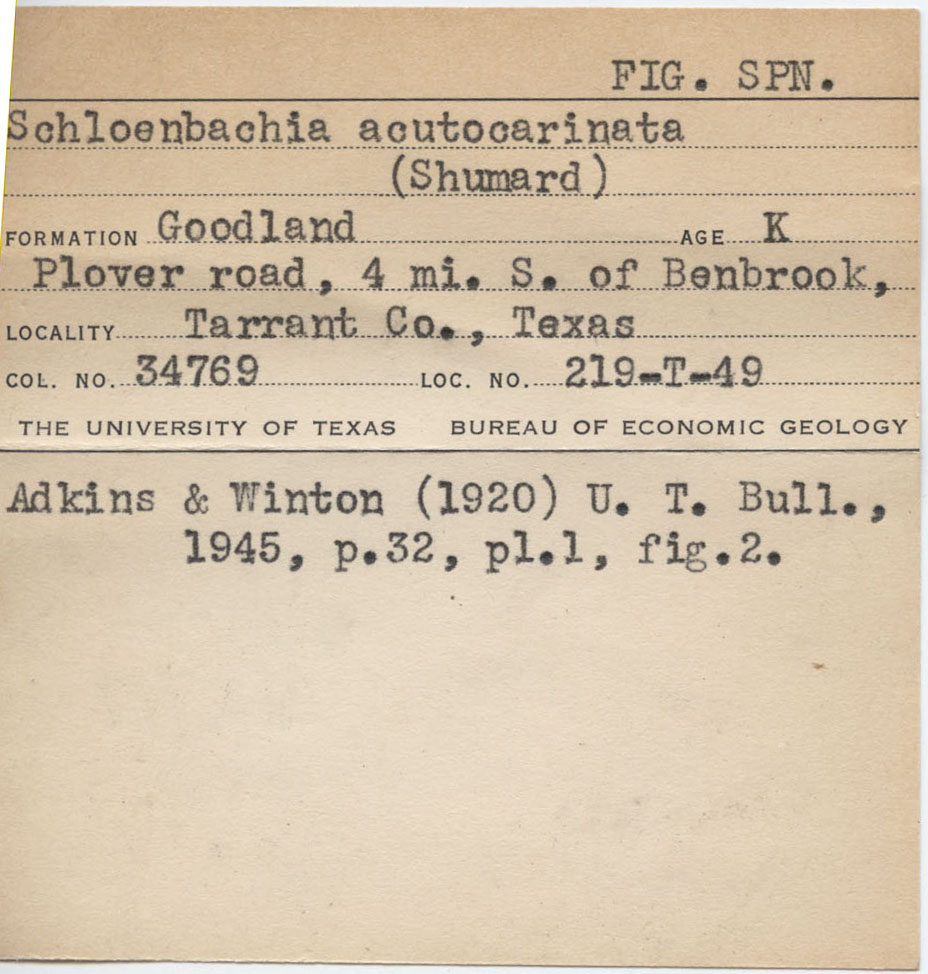 FIG. SPN.
Schloenbachia acutocarinata
(Shumard)
FORMATION Goodland AGE K
Plover road, 4 mi. S. of Benbrook,
LOCALITY Tarrant Co., Texas
COL. NO. 34769 LOC. NO. 219-T-49
THE UNIVERSITY OF TEXAS BUREAU OF ECONOMIC GEOLOGY
Adkins & Winton (1920) U. T. Bull.,
1945, p.32, pl.1, fig.2.